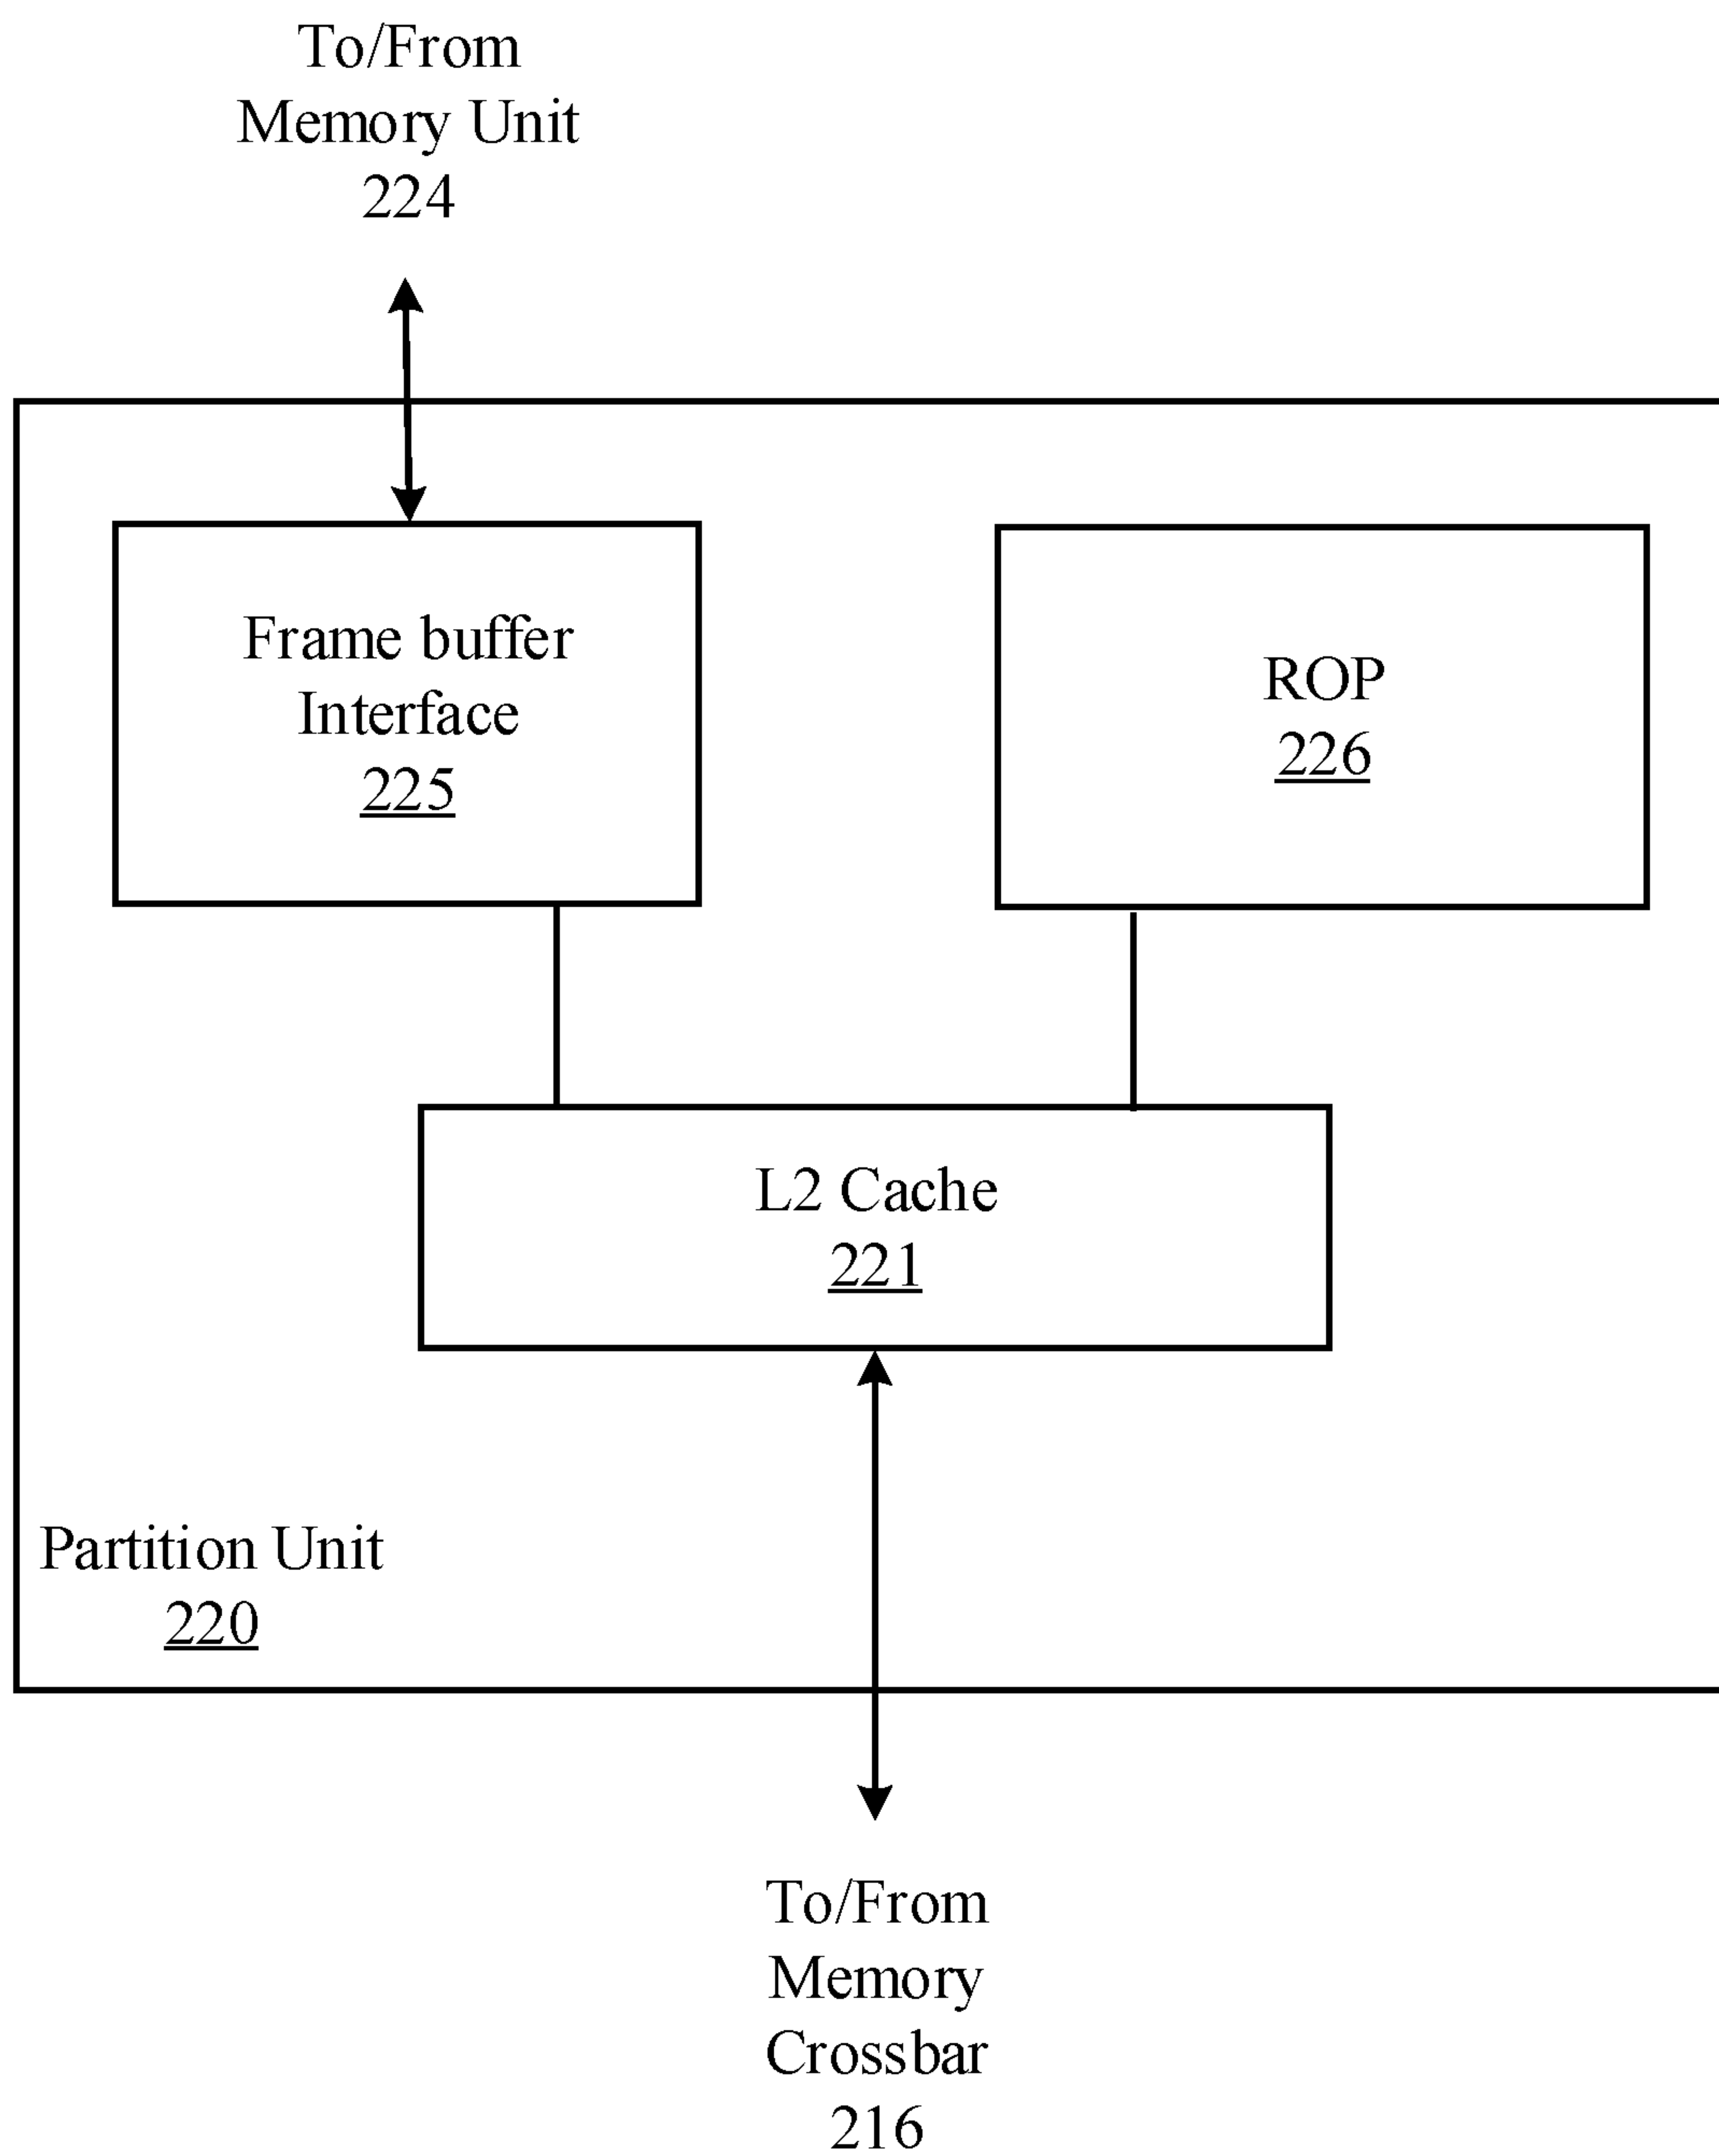 To/From
Memory Unit
224
Frame buffer
Interface
225
ROP
226
L2 Cache
221
Partition Unit
220
To/From
Memory
Crossbar
216